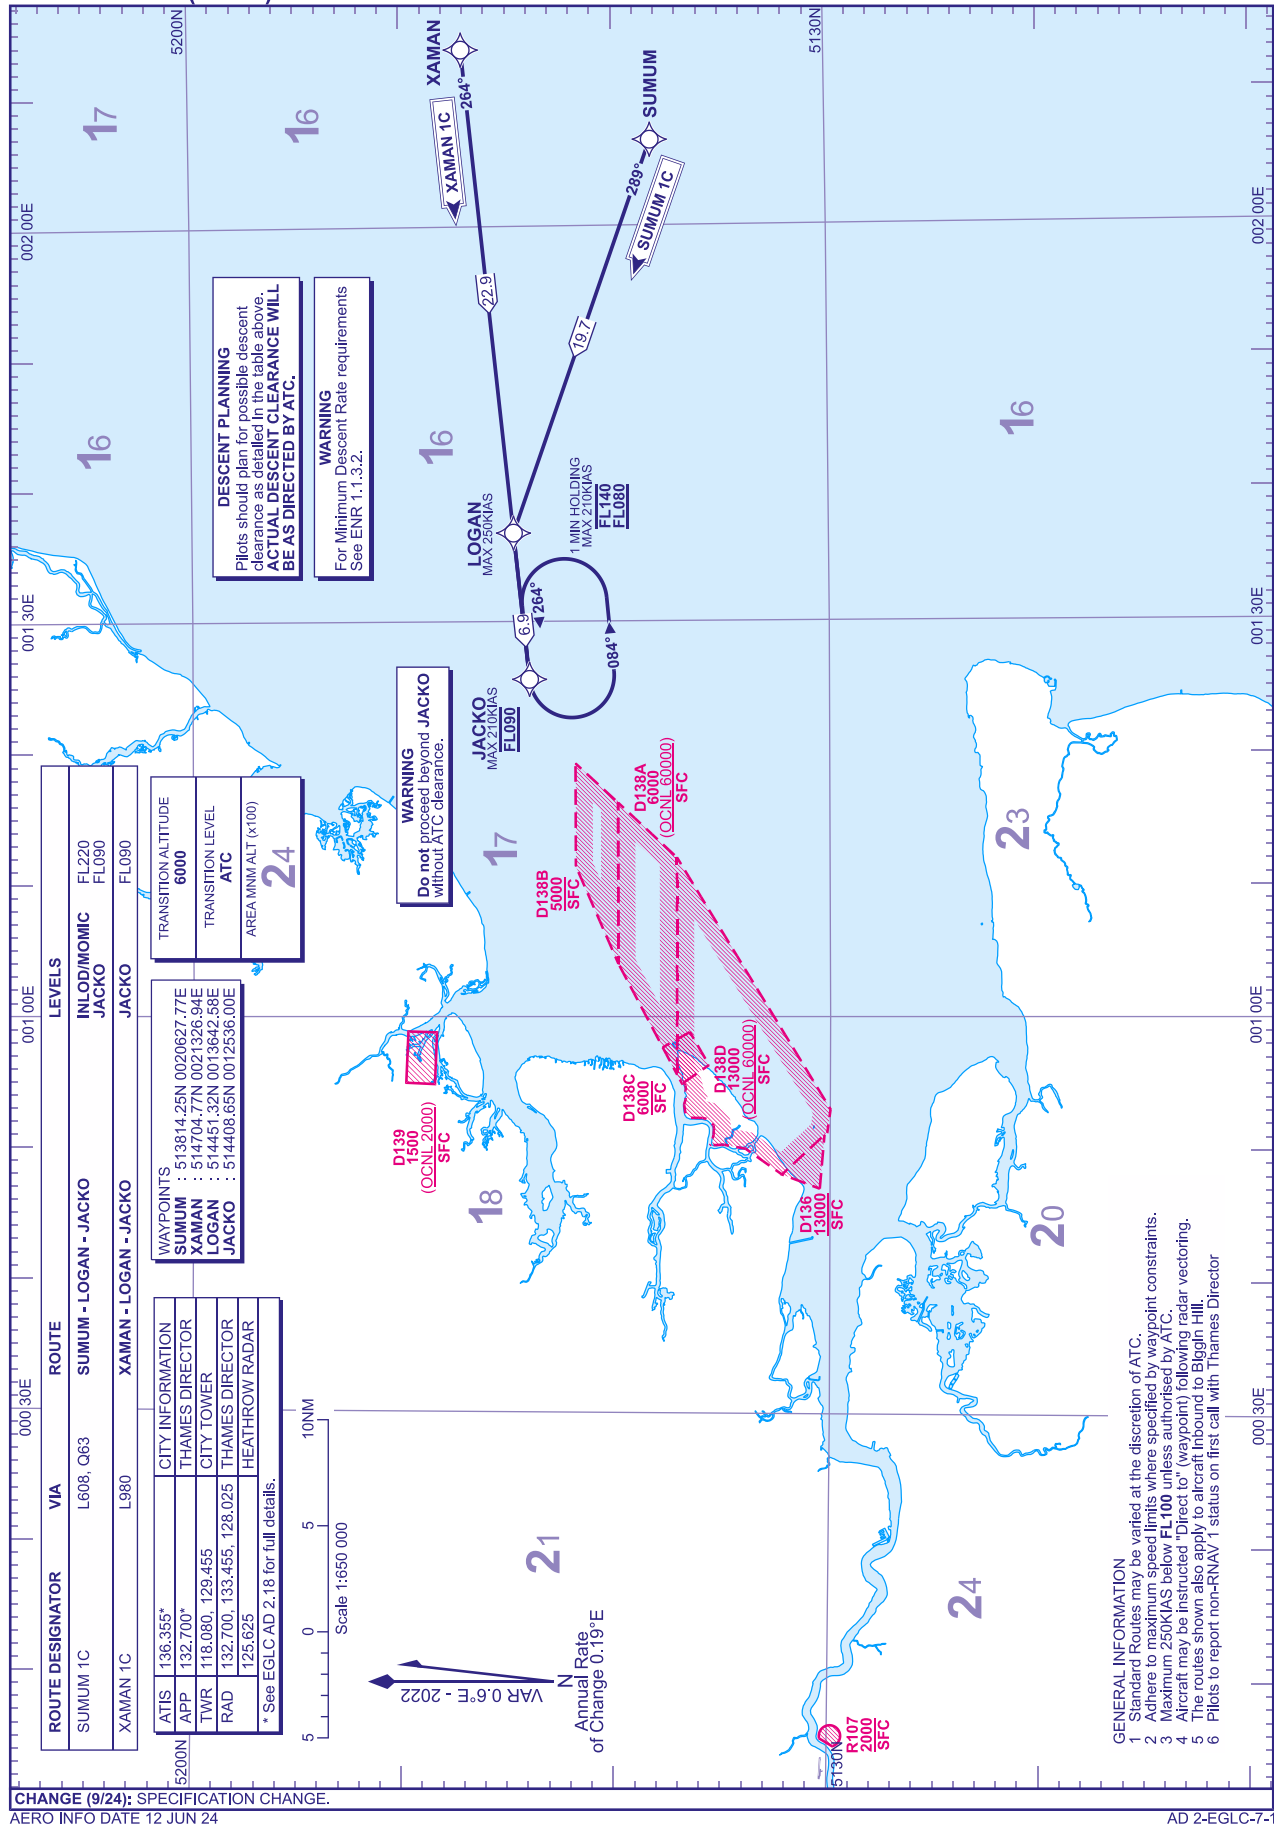 ROUTE DESIGNATOR VIA ROUTE LEVELS
SUMUM 1C L608, Q63 SUMUM - LOGAN - JACKO INLOD/MOMIC FL220
JACKO FL090
XAMAN 1C L980 XAMAN - LOGAN - JACKO JACKO FL090
ATIS 136.355* CITY INFORMATION
APP 132.700* THAMES DIRECTOR
TWR 118.080, 129.455 CITY TOWER
RAD 132.700, 133.455, 128.025 THAMES DIRECTOR
125.625 HEATHROW RADAR
* See EGLC AD 2.18 for full details.
WAYPOINTS
SUMUM : 513814.25N 0020627.77E
XAMAN : 514704.77N 0021326.94E
LOGAN : 514451.32N 0013642.58E
JACKO : 514408.65N 0012536.00E
TRANSITION ALTITUDE
6000
TRANSITION LEVEL
ATC
AREA MNM ALT (x100)
24
DESCENT PLANNING
Pilots should plan for possible descent
clearance as detailed in the table above.
ACTUAL DESCENT CLEARANCE WILL
BE AS DIRECTED BY ATC.
WARNING
For Minimum Descent Rate requirements
See ENR 1.1.3.2.
WARNING
Do not proceed beyond JACKO
without ATC clearance.
5 0 5 10NM
Scale 1:650 000
VAR 0.6°E - 2022
N
Annual Rate
of Change 0.19°E
000 30E
001 00E
001 30E
002 00E
5200N
5200N
5130N
5130N
000 30E
001 00E
001 30E
002 00E
17
16
16
16
16
17
18
20
21
23
24
XAMAN
264°
XAMAN 1C
22.9
SUMUM
289°
SUMUM 1C
19.7
LOGAN
MAX 250KIAS
6.9
264°
084°
1 MIN HOLDING
MAX 210KIAS
FL140
FL080
JACKO
MAX 210KIAS
FL090
D138A
6000
(OCNL 60000)
SFC
D138B
5000
SFC
D138C
6000
SFC
D138D
13000
(OCNL 60000)
SFC
D139
1500
(OCNL 2000)
SFC
D136
13000
SFC
R107
2000
SFC
GENERAL INFORMATION
1 Standard Routes may be varied at the discretion of ATC.
2 Adhere to maximum speed limits where specified by waypoint constraints.
3 Maximum 250KIAS below FL100 unless authorised by ATC.
4 Aircraft may be instructed "Direct to" (waypoint) following radar vectoring.
5 The routes shown also apply to aircraft Inbound to Biggin Hill.
6 Pilots to report non-RNAV 1 status on first call with Thames Director
CHANGE (9/24): SPECIFICATION CHANGE.
AERO INFO DATE 12 JUN 24
AD 2-EGLC-7-1